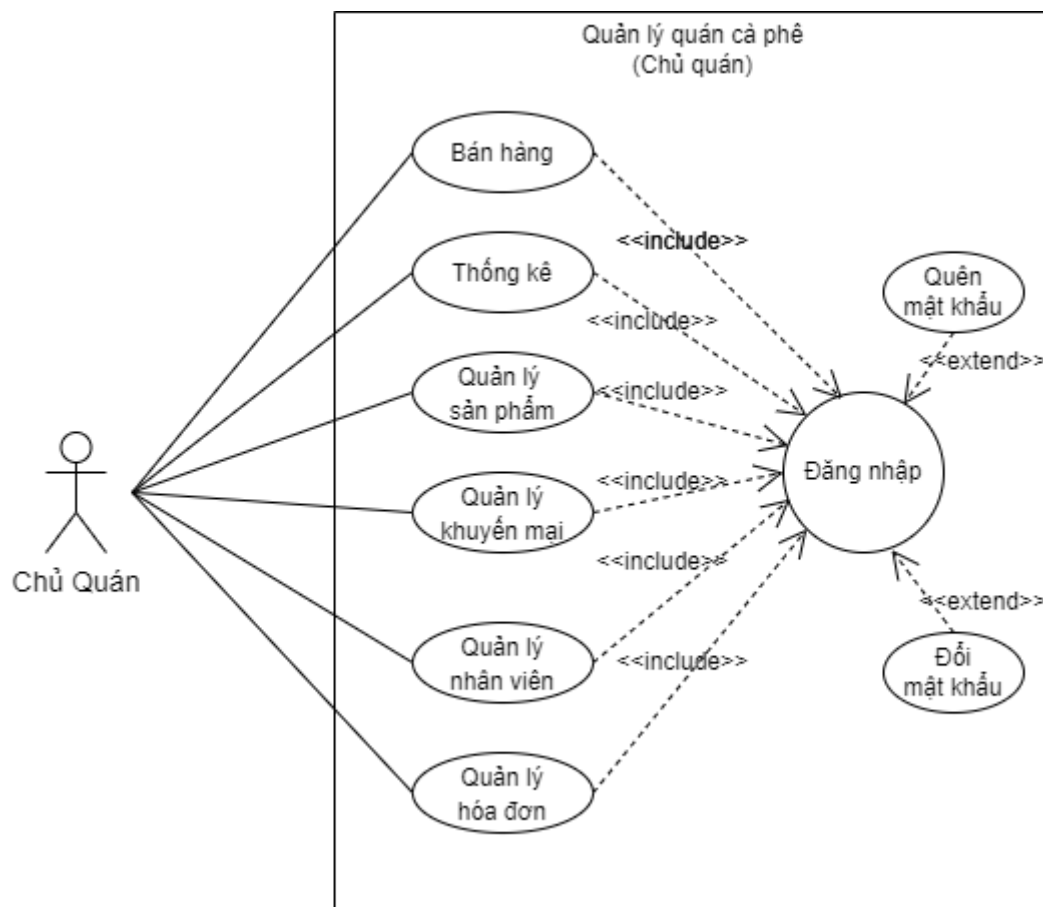 Quản lý quán cà phê
(Chủ quán)
Bán hàng
<<include>>
Thống kê
<<include>>
Quên
mật khẩu
<<extend>>
Quản lý
sản phẩm
<<include>>
Đăng nhập
Quản lý
khuyến mại
<<include>>
Chủ Quán
<<include>>
<<extend>>
Quản lý
nhân viên
<<include>>
Đổi
mật khẩu
Quản lý
hóa đơn